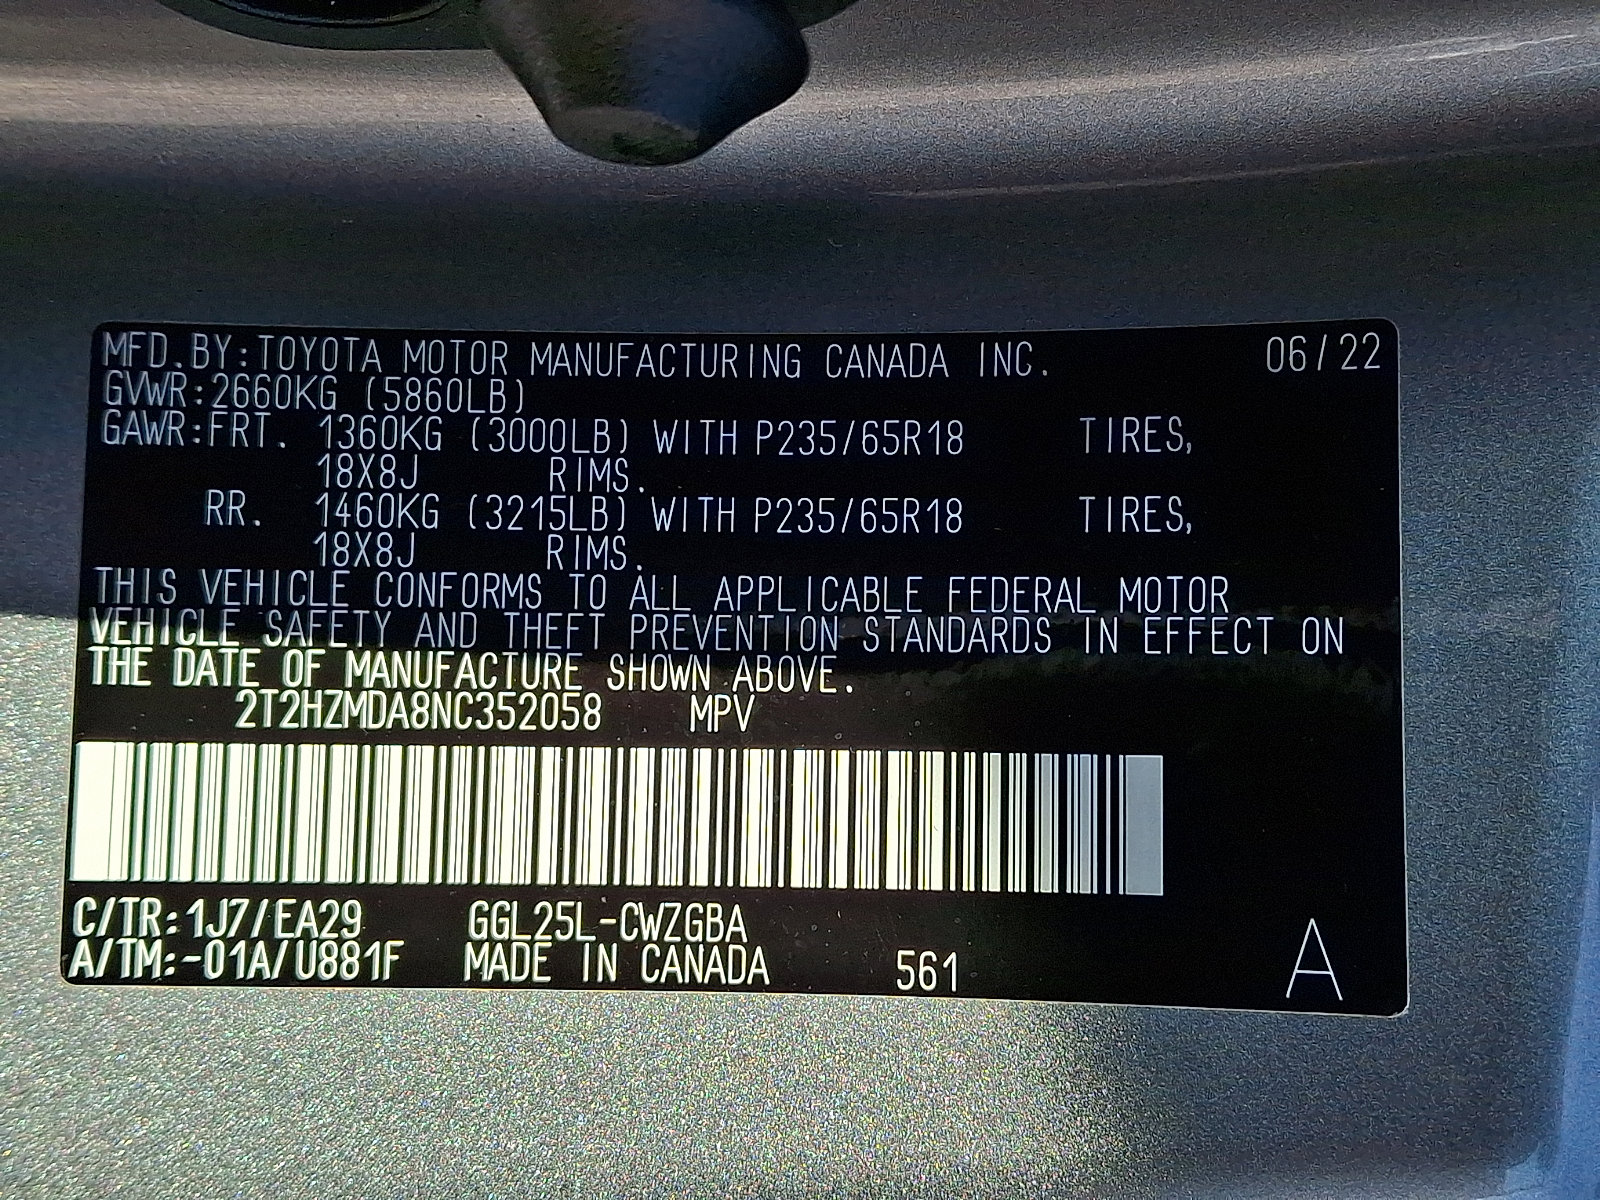 MFD.BY:TOYOTA MOTOR MANUFACTURING CANADA INC. 06/22
GVWR:2660KG (5860LB)
GAWR:FRT. 1360KG (3000LB) WITH P235/65R18 TIRES,
18X8J RIMS.
RR. 1460KG (3215LB) WITH P235/65R18 TIRES,
18X8J RIMS.
THIS VEHICLE CONFORMS TO ALL APPLICABLE FEDERAL MOTOR
VEHICLE SAFETY AND THEFT PREVENTION STANDARDS IN EFFECT ON
THE DATE OF MANUFACTURE SHOWN ABOVE.
2T2HZMDA8NC352058 MPV
C/TR:1J7/EA29 GGL25L-CWZGBA
A/TM:-01A/U881F MADE IN CANADA 561 A